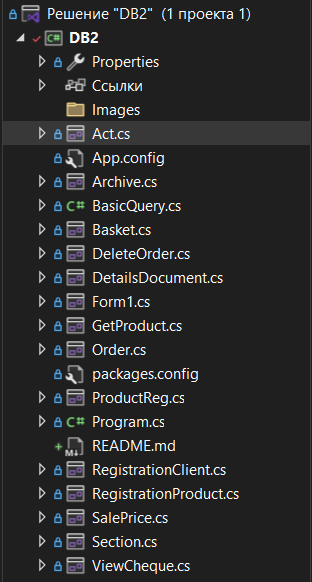 Решение "DB2" (1 проекта 1)
DB2
Properties
Ссылки
Images
Act.cs
App.config
Archive.cs
BasicQuery.cs
Basket.cs
DeleteOrder.cs
DetailsDocument.cs
Form1.cs
GetProduct.cs
Order.cs
packages.config
ProductReg.cs
Program.cs
README.md
RegistrationClient.cs
RegistrationProduct.cs
SalePrice.cs
Section.cs
ViewCheque.cs